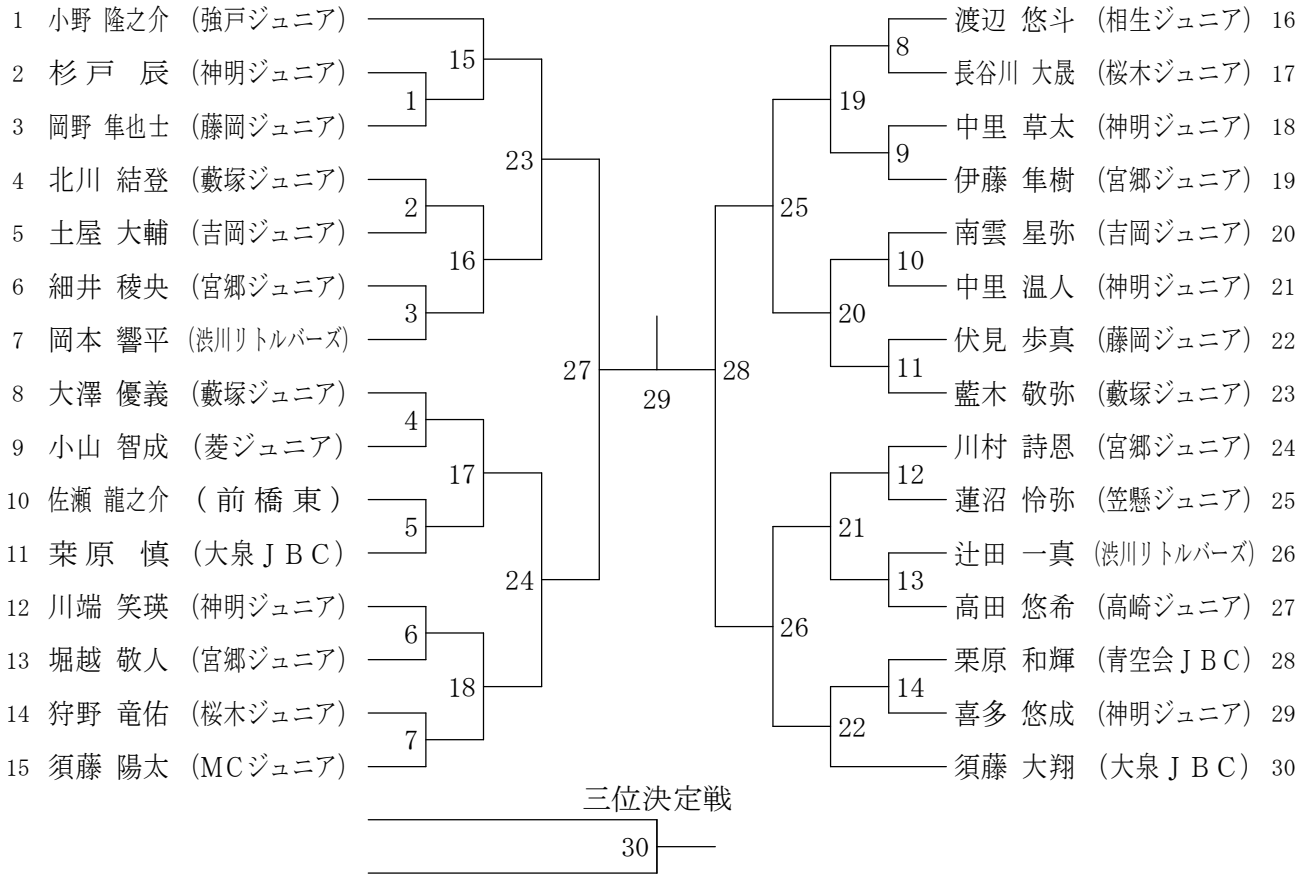 1 小野 隆之介 (強戸ジュニア)
2 杉戸 辰 (神明ジュニア)
3 岡野 隼也士 (藤岡ジュニア)
4 北川 結登 (藪塚ジュニア)
5 土屋 大輔 (吉岡ジュニア)
6 細井 稜央 (宮郷ジュニア)
7 岡本 響平 (渋川リトルバーズ)
8 大澤 優義 (藪塚ジュニア)
9 小山 智成 (菱ジュニア)
10 佐瀬 龍之介 (前橋東)
11 桒原 慎 (大泉JBC)
12 川端 笑瑛 (神明ジュニア)
13 堀越 敬人 (宮郷ジュニア)
14 狩野 竜佑 (桜木ジュニア)
15 須藤 陽太 (MCジュニア)
1
2
3
4
5
6
7
15
16
17
18
23
24
27
29
28
25
26
19
20
21
22
8
9
10
11
12
13
14
渡辺 悠斗 (相生ジュニア) 16
長谷川 大晟 (桜木ジュニア) 17
中里 草太 (神明ジュニア) 18
伊藤 隼樹 (宮郷ジュニア) 19
南雲 星弥 (吉岡ジュニア) 20
中里 温人 (神明ジュニア) 21
伏見 歩真 (藤岡ジュニア) 22
藍木 敬弥 (藪塚ジュニア) 23
川村 詩恩 (宮郷ジュニア) 24
蓮沼 怜弥 (笠懸ジュニア) 25
辻田 一真 (渋川リトルバーズ) 26
高田 悠希 (高崎ジュニア) 27
栗原 和輝 (青空会JBC) 28
喜多 悠成 (神明ジュニア) 29
須藤 大翔 (大泉JBC) 30
三位決定戦
30